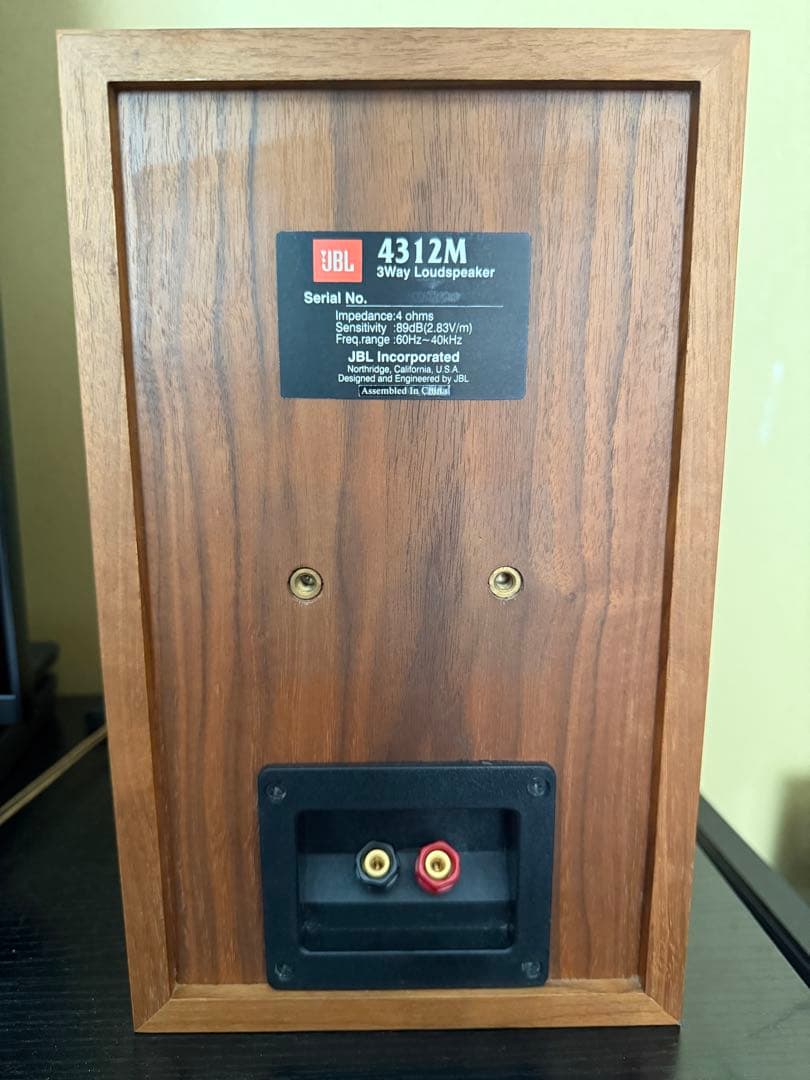 JBL
4312M
3Way Loudspeaker
Serial No.
Impedance:4 ohms
Sensitivity :89dB(2.83V/m)
Freq.range :60Hz~40kHz
JBL Incorporated
Northridge, California, U.S.A.
Designed and Engineered by JBL
Assembled In China